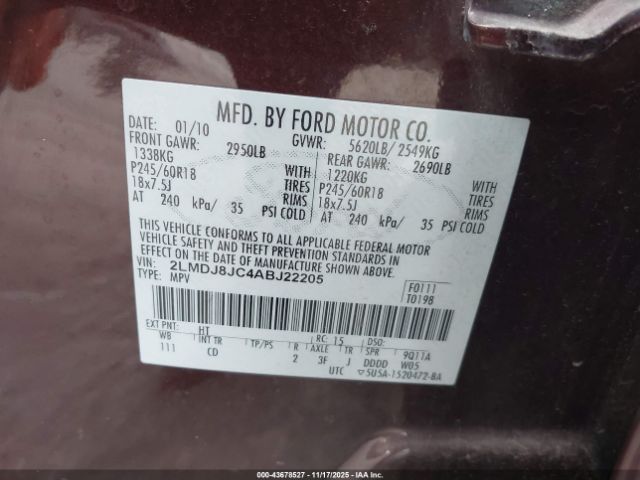 MFD. BY FORD MOTOR CO.
DATE: 01/10 GVWR: 5620LB/ 2549KG
FRONT GAWR: 2950LB REAR GAWR: 2690LB
1338KG WITH 1220KG WITH
P245/60R18 TIRES P245/60R18 TIRES
18x7.5J RIMS 18x7.5J RIMS
AT 240 kPa/ 35 PSI COLD AT 240 kPa/ 35 PSI COLD
THIS VEHICLE CONFORMS TO ALL APPLICABLE FEDERAL MOTOR
VEHICLE SAFETY AND THEFT PREVENTION STANDARDS IN
EFFECT ON THE DATE OF MANUFACTURE SHOWN ABOVE.
VIN: 2LMDJ8JC4ABJ22205 F0111
TYPE: MPV T0198
EXT PNT: HT RC: 15 DSO:
WB INT TR TP/PS R AXLE TR SPR 9Q11A
111 CD 2 3F J DDDD W05
UTC 5U5A-1520472-BA
00-43678527 - 11/17/2025 - IAA INC.